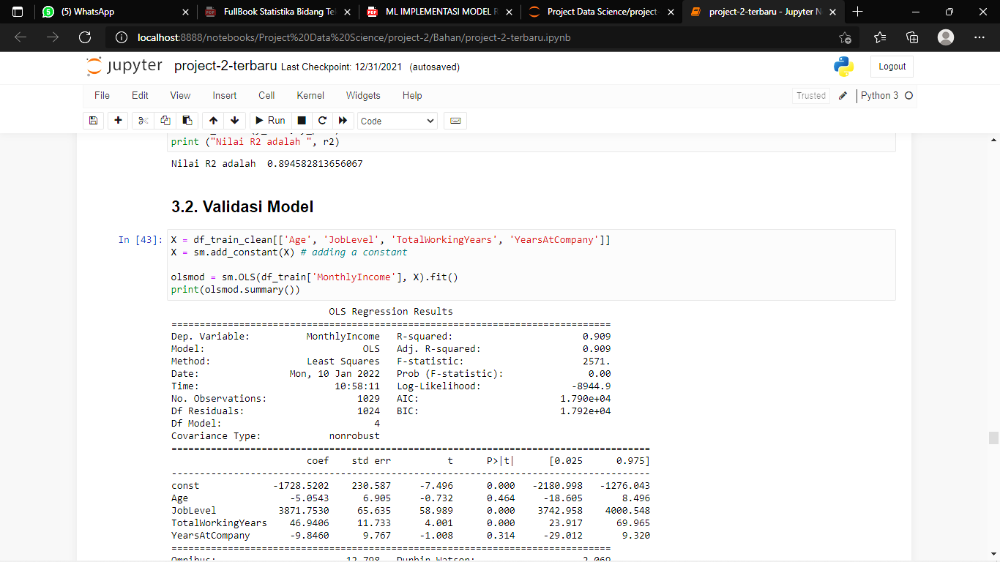 (5) WhatsApp
FullBook Statistika Bidang Te
ML IMPLEMENTASI MODEL
Project Data Science/project-
project-2-terbaru - Jupyter N
localhost:8888/notebooks/Project%20Data%20Science/project-2/Bahan/project-2-terbaru.ipynb
jupyter project-2-terbaru Last Checkpoint: 12/31/2021 (autosaved)
Logout
File Edit View Insert Cell Kernel Widgets Help
Trusted
Python 3
Run
Code
print ("Nilai R2 adalah ", r2)
Nilai R2 adalah  0.894582813656067
3.2. Validasi Model
In [43]: X = df_train_clean[['Age', 'JobLevel', 'TotalWorkingYears', 'YearsAtCompany']]
X = sm.add_constant(X) # adding a constant
olsmod = sm.OLS(df_train['MonthlyIncome'], X).fit()
print(olsmod.summary())
OLS Regression Results
==============================================================================
Dep. Variable: MonthlyIncome R-squared: 0.909
Model: OLS Adj. R-squared: 0.909
Method: Least Squares F-statistic: 2571.
Date: Mon, 10 Jan 2022 Prob (F-statistic): 0.00
Time: 10:58:11 Log-Likelihood: -8944.9
No. Observations: 1029 AIC: 1.790e+04
Df Residuals: 1024 BIC: 1.792e+04
Df Model: 4
Covariance Type: nonrobust
=====================================================================================
coef std err t P>|t| [0.025 0.975]
-------------------------------------------------------------------------------------
const -1728.5202 230.587 -7.496 0.000 -2180.998 -1276.043
Age -5.0543 6.905 -0.732 0.464 -18.605 8.496
JobLevel 3871.7530 65.635 58.989 0.000 3742.958 4000.548
TotalWorkingYears 46.9406 11.733 4.001 0.000 23.917 69.965
YearsAtCompany -9.8460 9.767 -1.008 0.314 -29.012 9.320
==============================================================================
Omnibus: 12.798 Durbin-Watson: 2.069